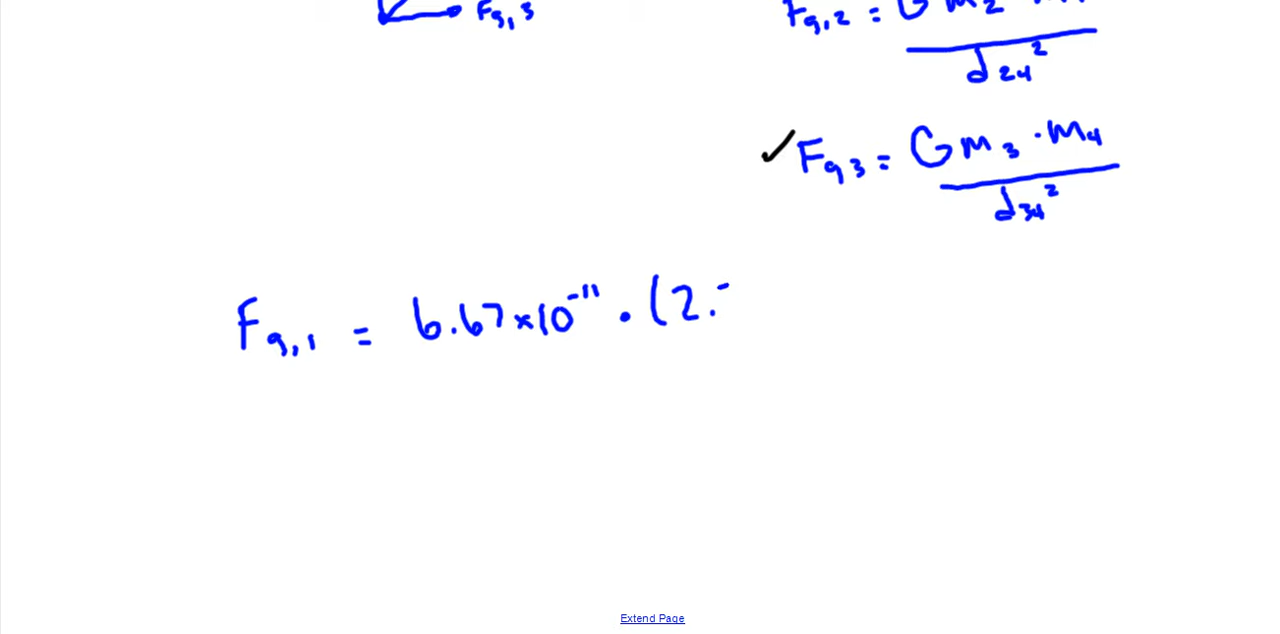 Fg,3
Fg,2 = G m2 · m4
d24²
✓ Fg3 = G m3 · m4
d34²
Fg,1 = 6.67×10⁻¹¹ · (2.
Extend Page